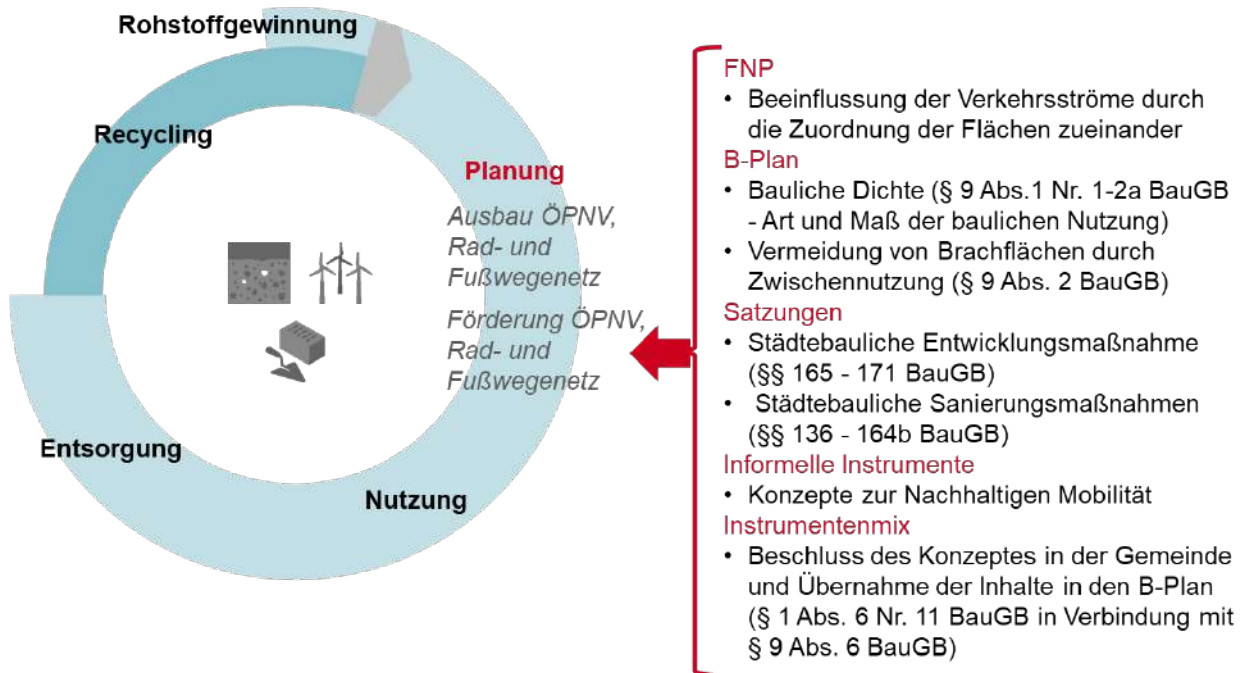 Rohstoffgewinnung
Recycling
Planung
Ausbau ÖPNV,
Rad- und
Fußwegenetz
Förderung ÖPNV,
Rad- und
Fußwegenetz
Entsorgung
Nutzung
FNP
• Beeinflussung der Verkehrsströme durch
die Zuordnung der Flächen zueinander
B-Plan
• Bauliche Dichte (§ 9 Abs.1 Nr. 1-2a BauGB
- Art und Maß der baulichen Nutzung)
• Vermeidung von Brachflächen durch
Zwischennutzung (§ 9 Abs. 2 BauGB)
Satzungen
• Städtebauliche Entwicklungsmaßnahme
(§§ 165 - 171 BauGB)
• Städtebauliche Sanierungsmaßnahmen
(§§ 136 - 164b BauGB)
Informelle Instrumente
• Konzepte zur Nachhaltigen Mobilität
Instrumentenmix
• Beschluss des Konzeptes in der Gemeinde
und Übernahme der Inhalte in den B-Plan
(§ 1 Abs. 6 Nr. 11 BauGB in Verbindung mit
§ 9 Abs. 6 BauGB)